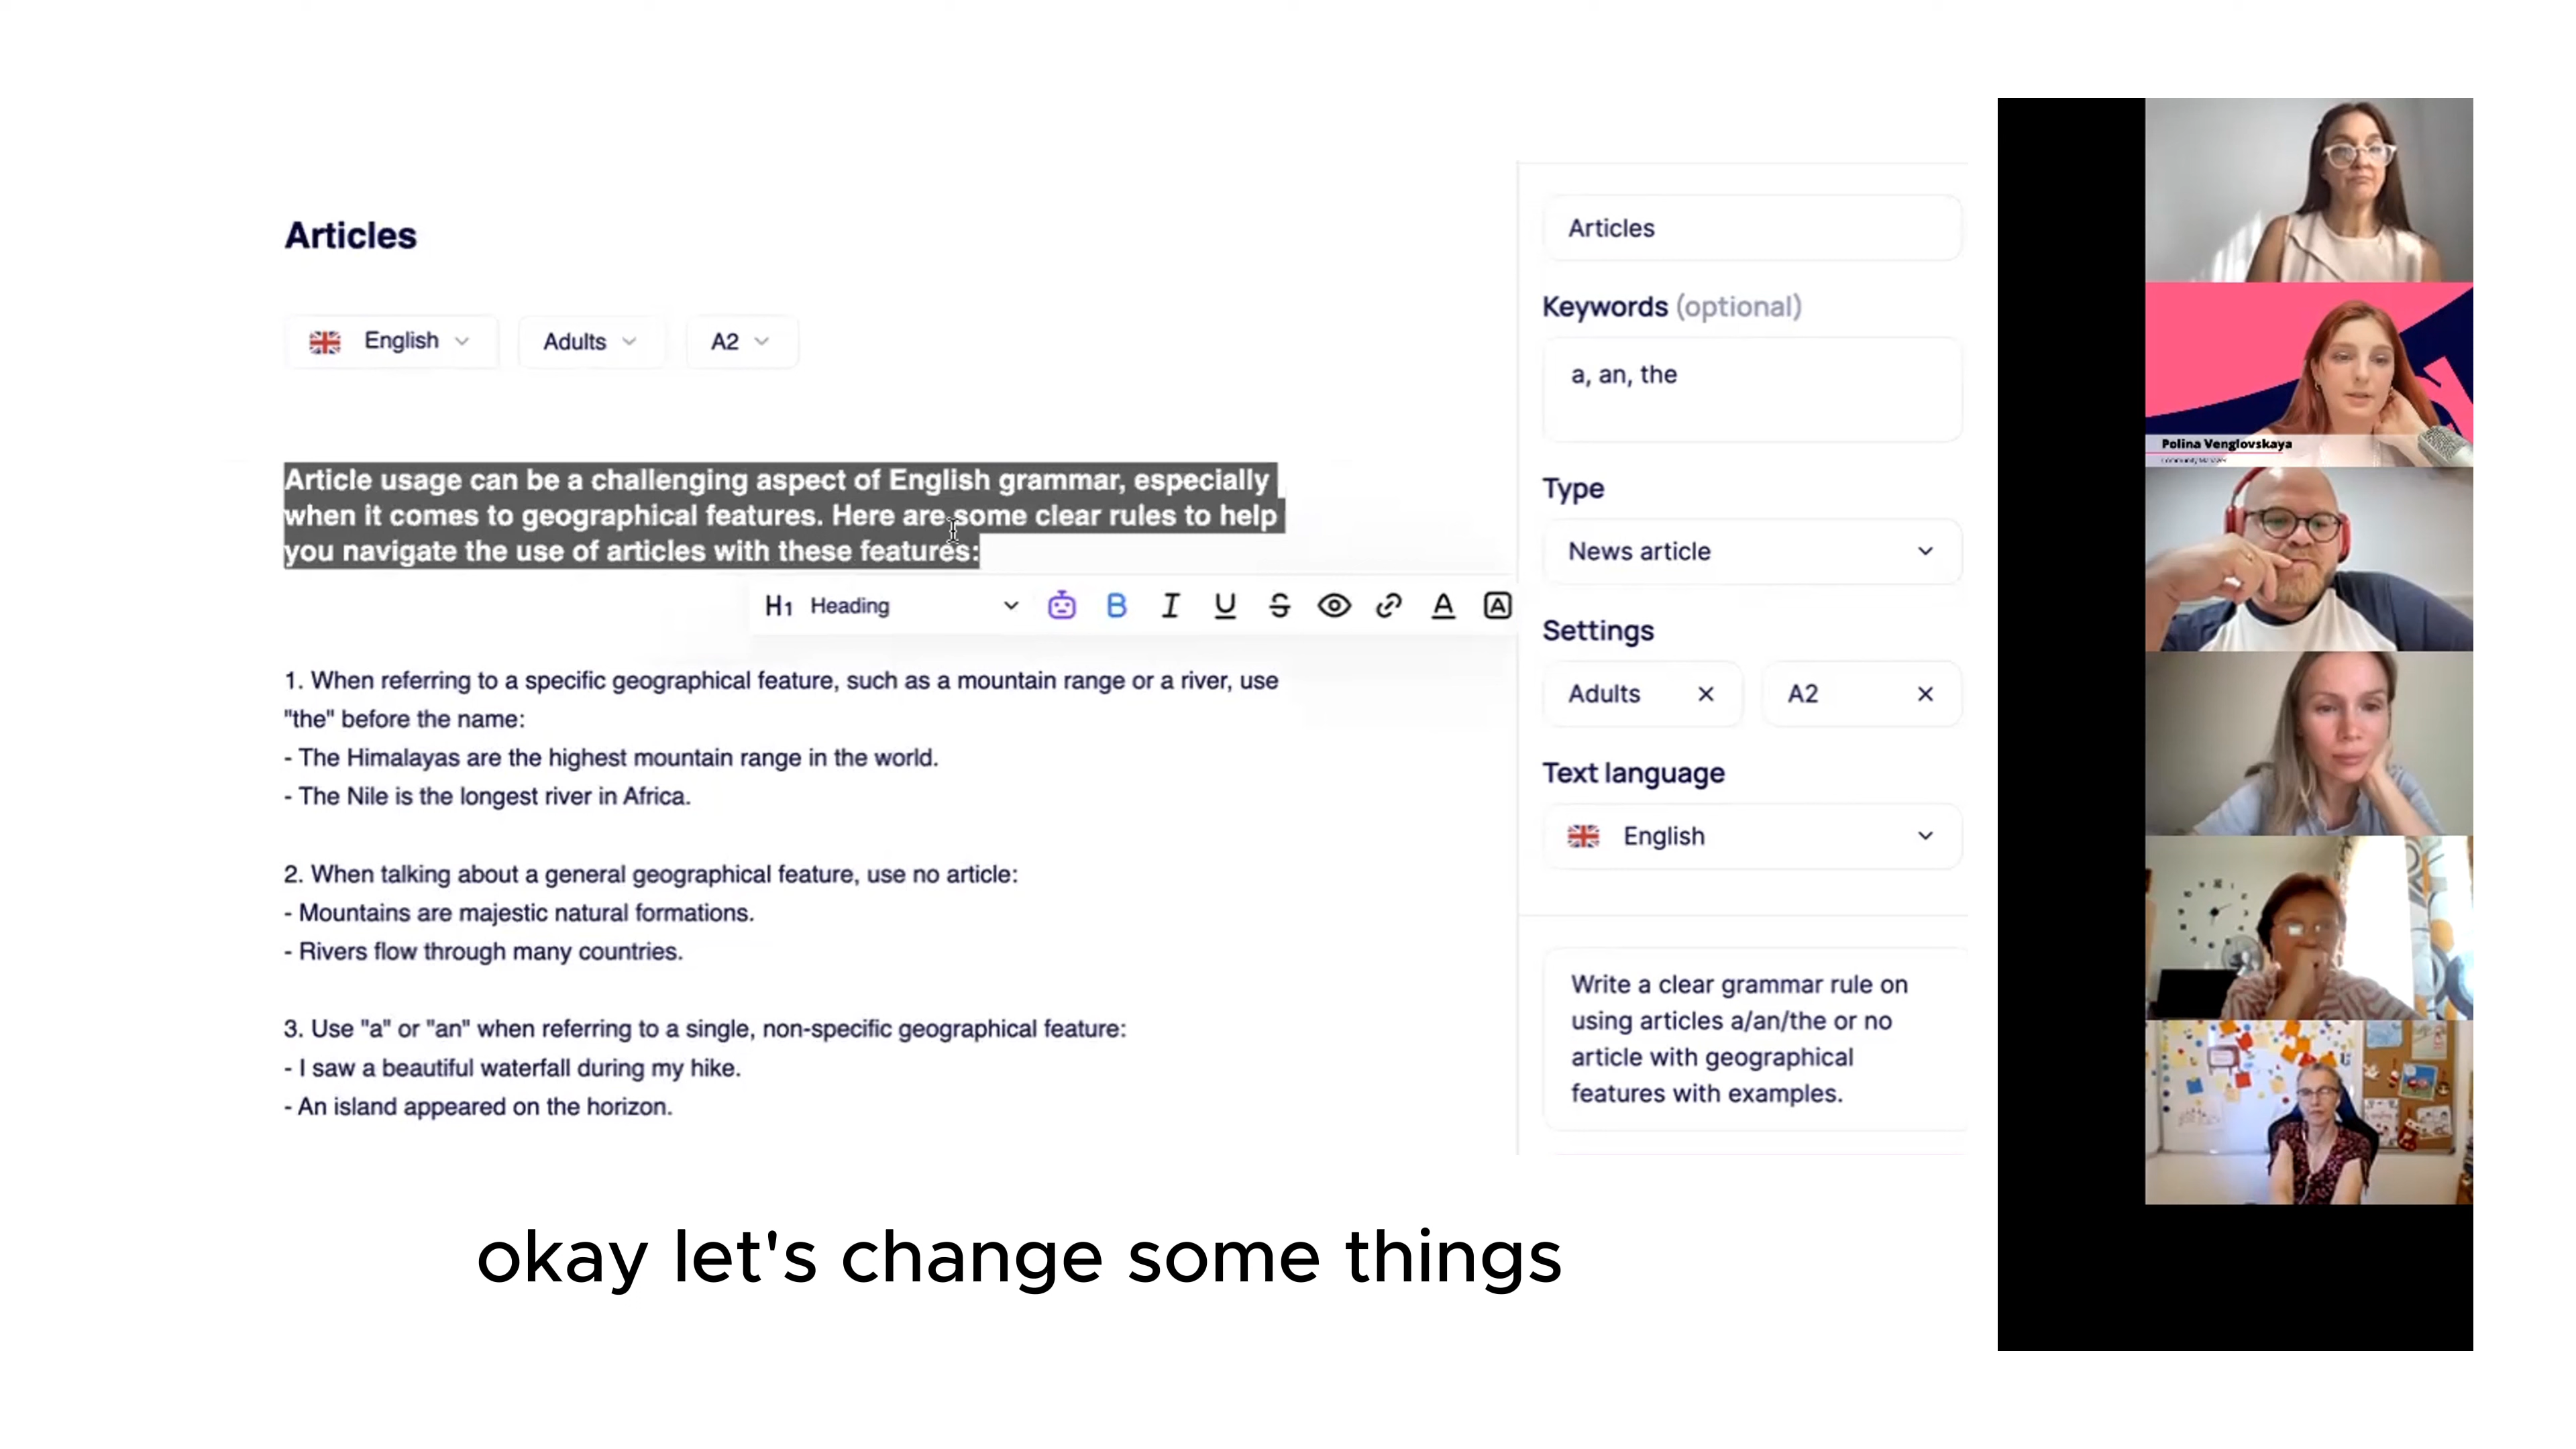 Articles
English
Adults
A2
Article usage can be a challenging aspect of English grammar, especially
when it comes to geographical features. Here are some clear rules to help
you navigate the use of articles with these features:
H1 Heading
B I U S A A
1. When referring to a specific geographical feature, such as a mountain range or a river, use
"the" before the name:
- The Himalayas are the highest mountain range in the world.
- The Nile is the longest river in Africa.
2. When talking about a general geographical feature, use no article:
- Mountains are majestic natural formations.
- Rivers flow through many countries.
3. Use "a" or "an" when referring to a single, non-specific geographical feature:
- I saw a beautiful waterfall during my hike.
- An island appeared on the horizon.
Articles
Keywords (optional)
a, an, the
Type
News article
Settings
Adults
A2
Text language
English
Write a clear grammar rule on
using articles a/an/the or no
article with geographical
features with examples.
Polina Venglovskaya
Community Manager
okay let's change some things